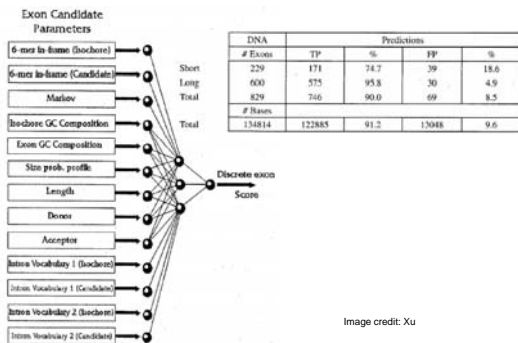 Exon Candidate
Parameters
6-mer in-frame (Isochore)
6-mer in-frame (Candidate)
Markov
Isochore GC Composition
Exon GC Composition
Size prob. profile
Length
Donor
Acceptor
Intron Vocabulary 1 (Isochore)
Intron Vocabulary 1 (Candidate)
Intron Vocabulary 2 (Isochore)
Intron Vocabulary 2 (Candidate)
Discrete exon
Score
DNA Predictions
# Exons TP % FP %
Short 229 171 74.7 39 18.6
Long 600 575 95.8 30 4.9
Total 829 746 90.0 69 8.5
# Bases
Total 134814 122885 91.2 13048 9.6
Image credit: Xu